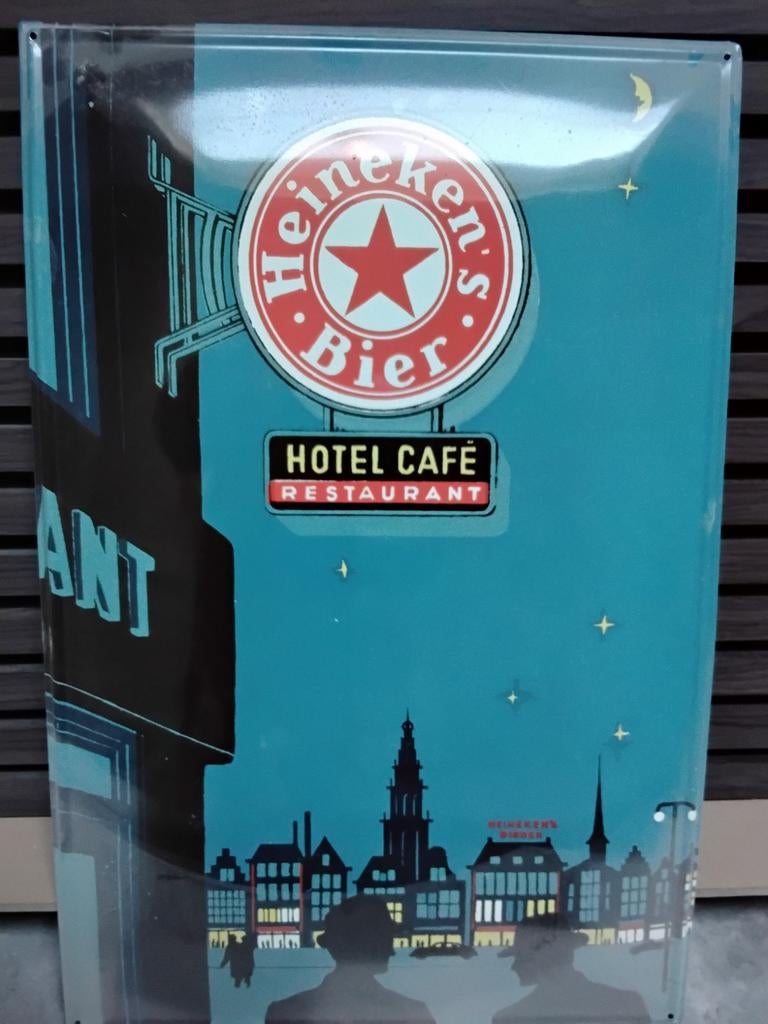 Heineken's
Bier
HOTEL CAFÉ
RESTAURANT
ANT
HEINEKEN'S
BIEREN